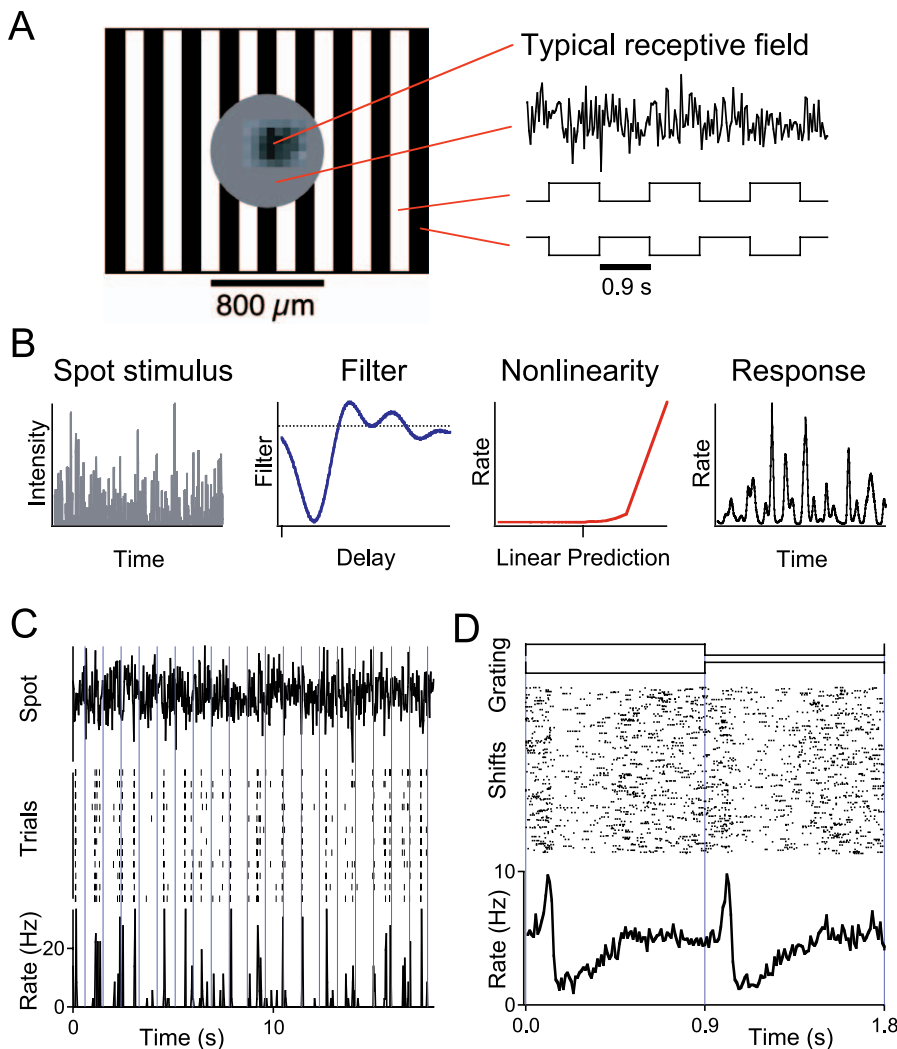 A
Typical receptive field
800 µm
0.9 s
B
Spot stimulus
Filter
Nonlinearity
Response
Intensity
Time
Filter
Delay
Rate
Linear Prediction
Rate
Time
C
Spot
Trials
Rate (Hz)
20
0
0
10
Time (s)
D
Grating
Shifts
Rate (Hz)
10
0
0.0
0.9
Time (s)
1.8